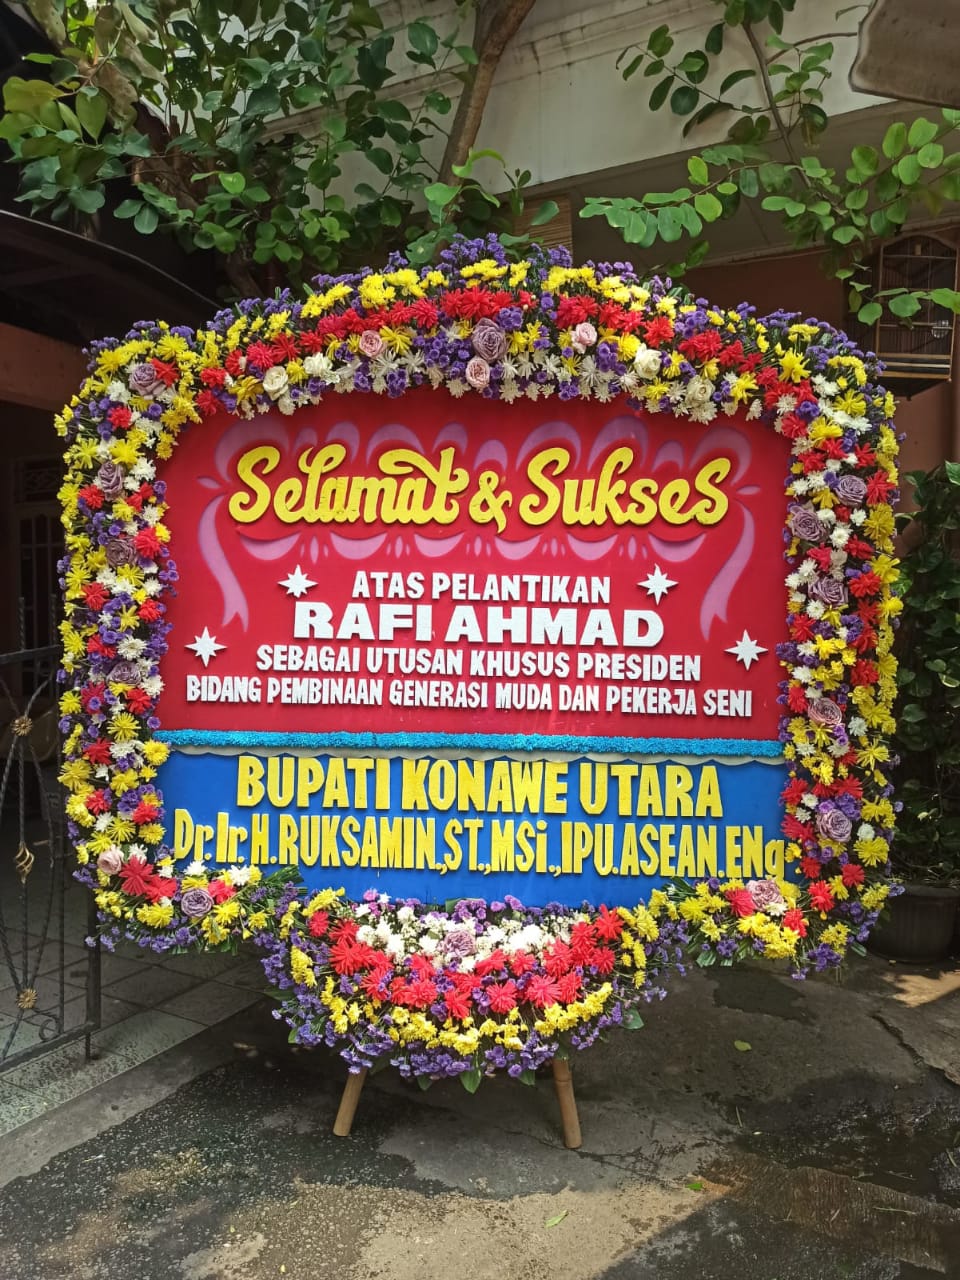 Selamat & Sukses
ATAS PELANTIKAN
RAFI AHMAD
SEBAGAI UTUSAN KHUSUS PRESIDEN
BIDANG PEMBINAAN GENERASI MUDA DAN PEKERJA SENI
BUPATI KONAWE UTARA
Dr. Ir. H. RUKSAMIN.,ST.,MSi.,IPU.ASEAN.ENg